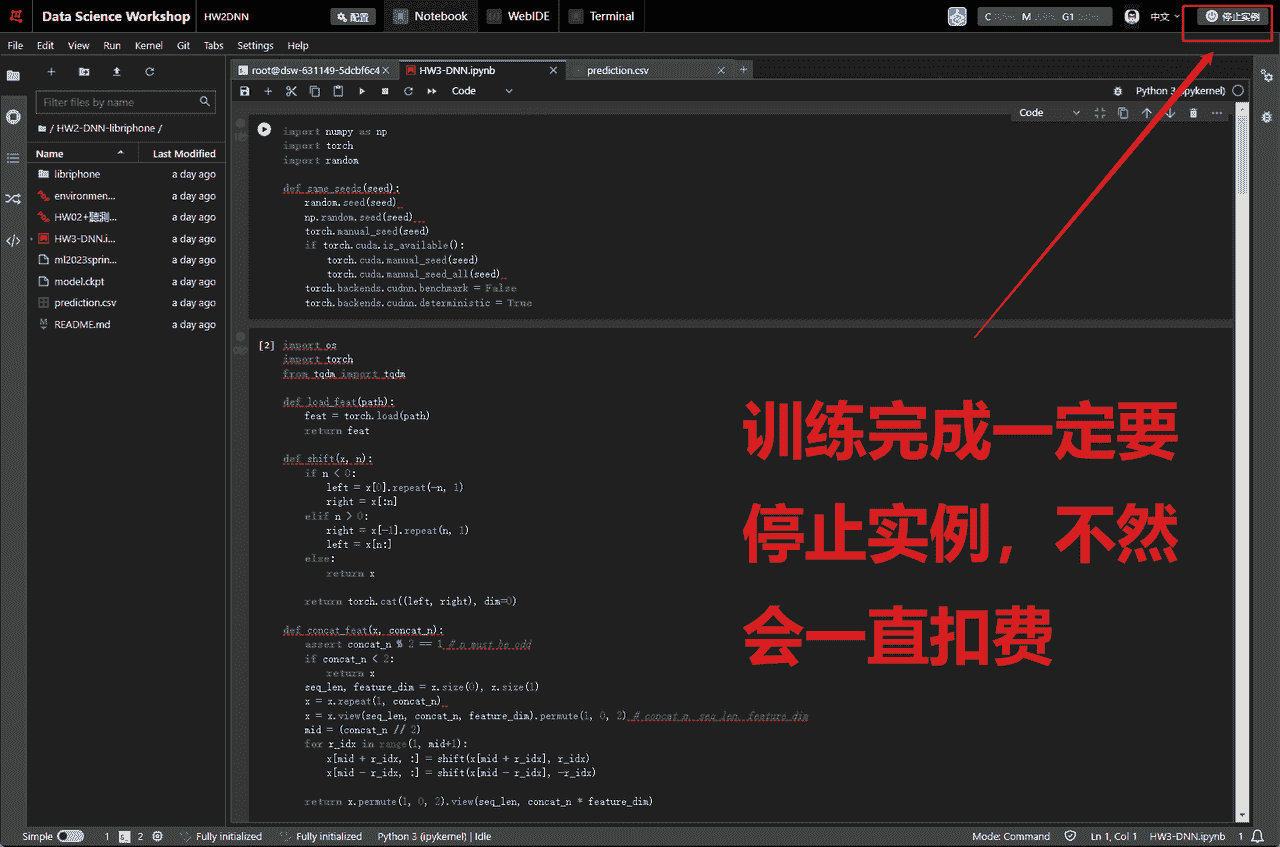 Data Science Workshop
HW2DNN
配置
Notebook
WebIDE
Terminal
C
M
G1
中文
停止实例
File Edit View Run Kernel Git Tabs Settings Help
root@dsw-631149-5dcbf6c4
HW3-DNN.ipynb
prediction.csv
Code
Python 3 (ipykernel)
Filter files by name
/ HW2-DNN-libriphone /
Name Last Modified
libriphone a day ago
environmen... a day ago
HW02+聽測... a day ago
HW3-DNN.i... a day ago
ml2023sprin... a day ago
model.ckpt a day ago
prediction.csv a day ago
README.md a day ago
Code
import numpy as np
import torch
import random
def same_seeds(seed):
random.seed(seed)
np.random.seed(seed)
torch.manual_seed(seed)
if torch.cuda.is_available():
torch.cuda.manual_seed(seed)
torch.cuda.manual_seed_all(seed)
torch.backends.cudnn.benchmark = False
torch.backends.cudnn.deterministic = True
[2]
import os
import torch
from tqdm import tqdm
def load_feat(path):
feat = torch.load(path)
return feat
def shift(x, n):
if n < 0:
left = x[0].repeat(-n, 1)
right = x[:n]
elif n > 0:
right = x[-1].repeat(n, 1)
left = x[n:]
else:
return x
return torch.cat((left, right), dim=0)
def concat_feat(x, concat_n):
assert concat_n % 2 == 1 # n must be odd
if concat_n < 2:
return x
seq_len, feature_dim = x.size(0), x.size(1)
x = x.repeat(1, concat_n)
x = x.view(seq_len, concat_n, feature_dim).permute(1, 0, 2) # concat_n, seq_len, feature_dim
mid = (concat_n // 2)
for r_idx in range(1, mid+1):
x[mid + r_idx, :] = shift(x[mid + r_idx], r_idx)
x[mid - r_idx, :] = shift(x[mid - r_idx], -r_idx)
return x.permute(1, 0, 2).view(seq_len, concat_n * feature_dim)
训练完成一定要
停止实例，不然
会一直扣费
Simple
1
2
Fully initialized
Fully initialized
Python 3 (ipykernel) | Idle
Mode: Command
Ln 1, Col 1
HW3-DNN.ipynb
1